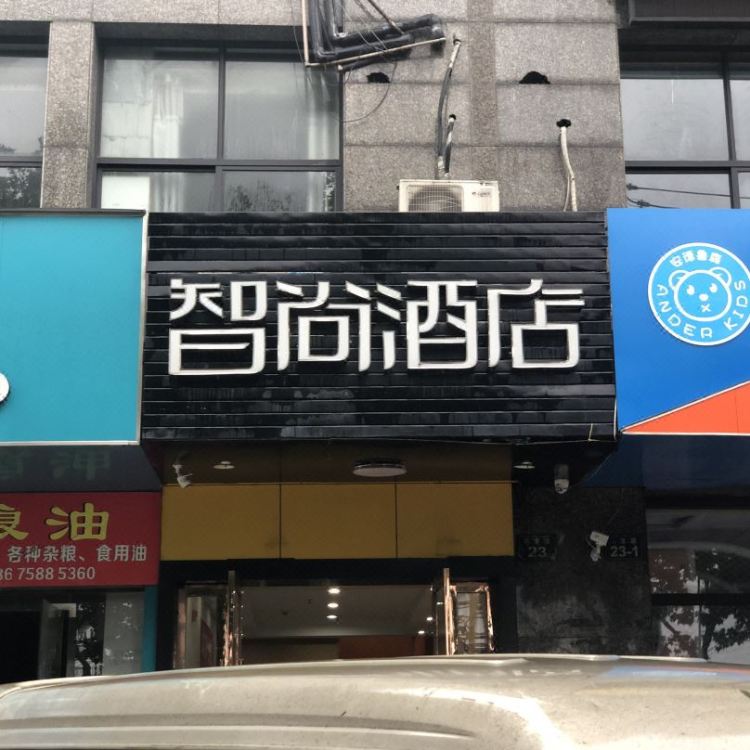 智尚酒店
ANDER KIDS
粮油
各种杂粮、食用油
86 7588 5360
23
23-1